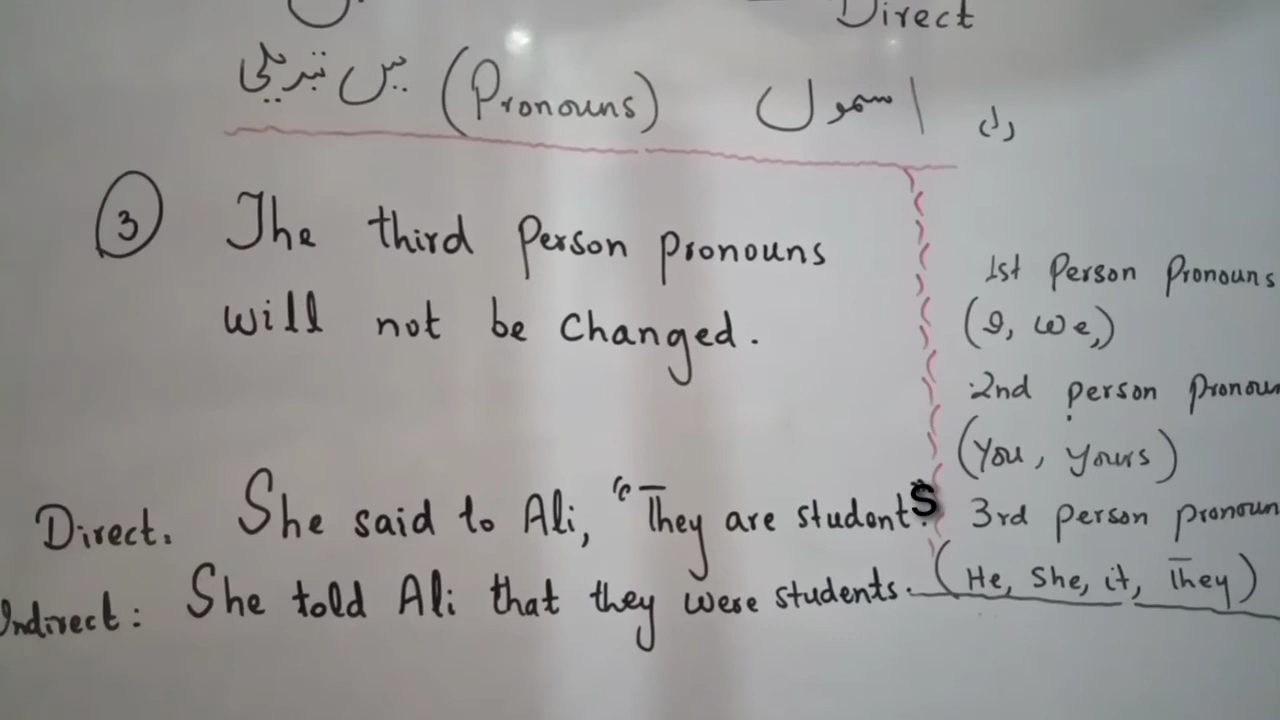 Direct
اسموں (Pronouns) میں تبدیلی
3 The third person pronouns
will not be changed.
1st person pronouns
(I, we,)
2nd person pronoun
(you, yours)
3rd person pronoun
(He, She, it, They)
Direct. She said to Ali, "They are students
Indirect: She told Ali that they were students.